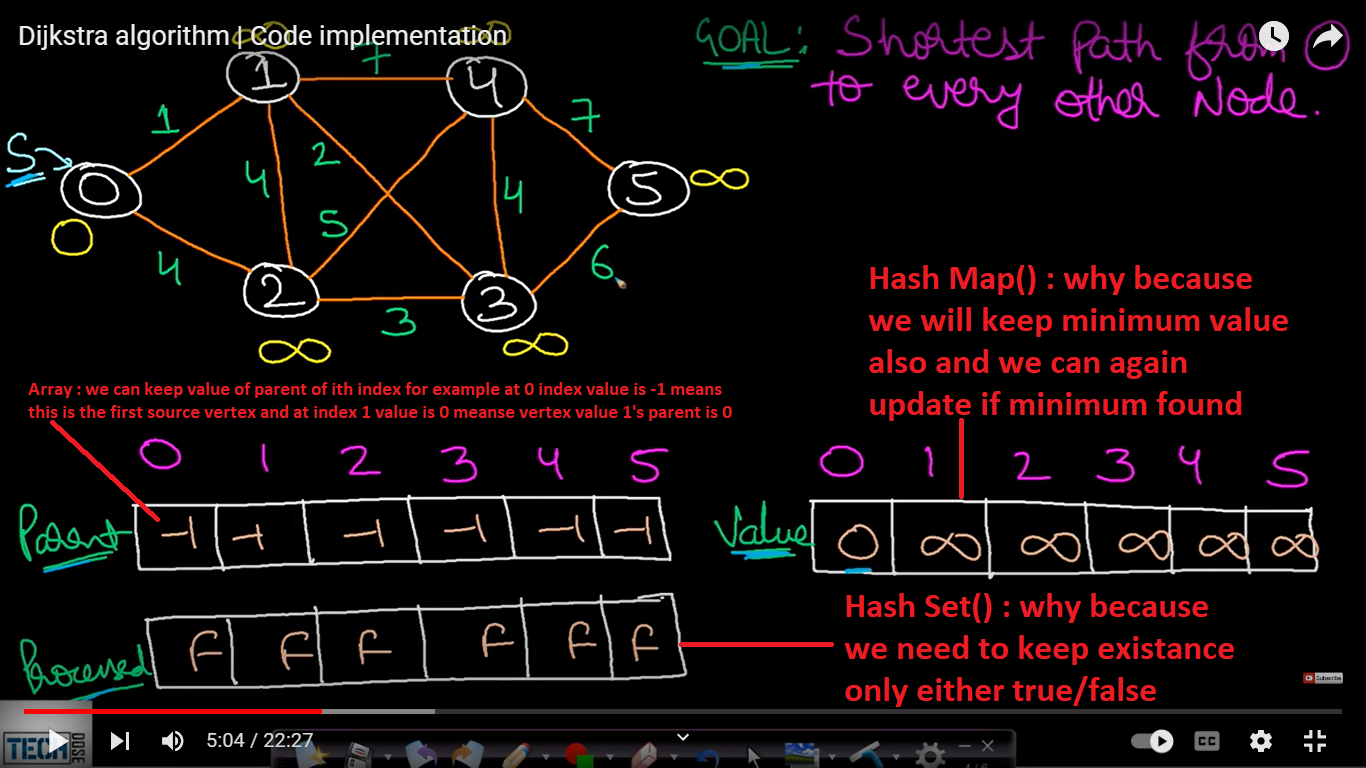 Dijkstra algorithm | Code implementation
GOAL: Shortest Path from 0
to every other Node.
∞
∞
1
7
4
1
7
S
4
2
0
5
∞
0
5
4
4
6
2
3
3
∞
∞
Hash Map() : why because
we will keep minimum value
also and we can again
update if minimum found
Array : we can keep value of parent of ith index for example at 0 index value is -1 means
this is the first source vertex and at index 1 value is 0 meanse vertex value 1's parent is 0
0 1 2 3 4 5
0 1 2 3 4 5
Parent -1 -1 -1 -1 -1 -1
Value 0 ∞ ∞ ∞ ∞ ∞
Processed F F F F F F
Hash Set() : why because
we need to keep existance
only either true/false
Subscribe
5:04 / 22:27
CC
TECH
DOSE